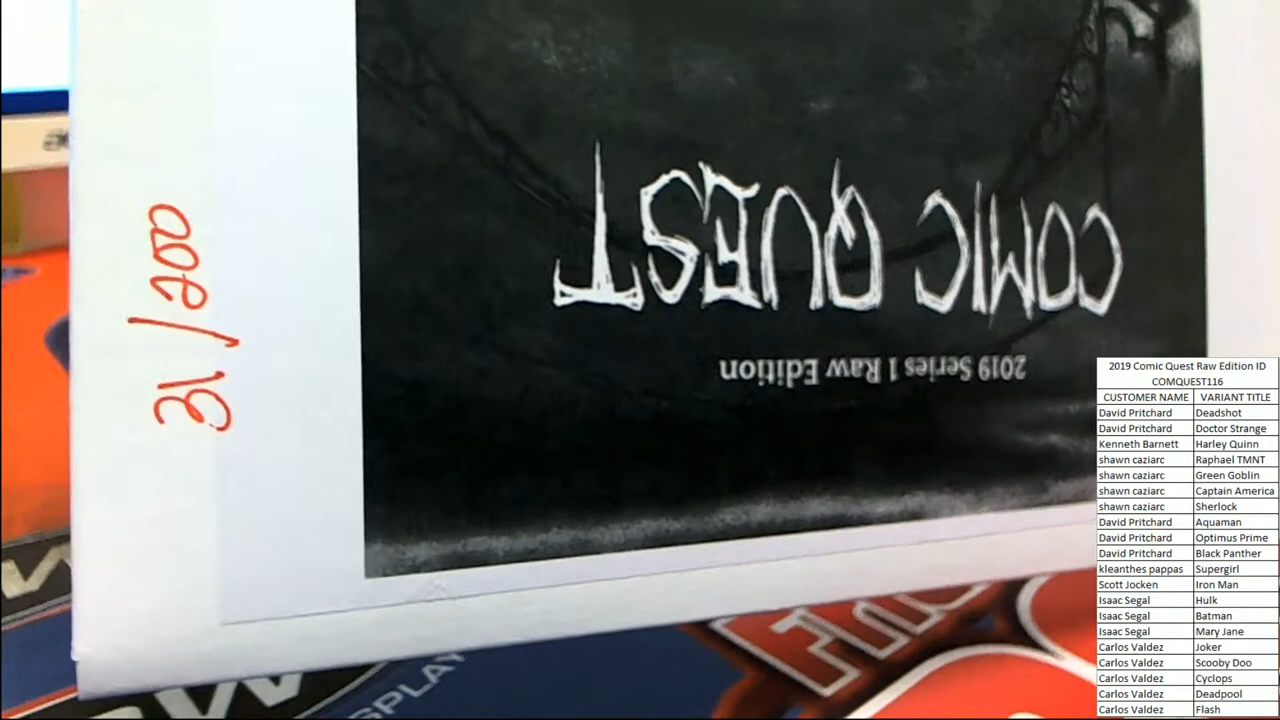 31/200
COMIC QUEST
2019 Series 1 Raw Edition
SPLAY
2019 Comic Quest Raw Edition ID
COMQUEST116
CUSTOMER NAME VARIANT TITLE
David Pritchard Deadshot
David Pritchard Doctor Strange
Kenneth Barnett Harley Quinn
shawn caziarc Raphael TMNT
shawn caziarc Green Goblin
shawn caziarc Captain America
shawn caziarc Sherlock
David Pritchard Aquaman
David Pritchard Optimus Prime
David Pritchard Black Panther
kleanthes pappas Supergirl
Scott Jocken Iron Man
Isaac Segal Hulk
Isaac Segal Batman
Isaac Segal Mary Jane
Carlos Valdez Joker
Carlos Valdez Scooby Doo
Carlos Valdez Cyclops
Carlos Valdez Deadpool
Carlos Valdez Flash